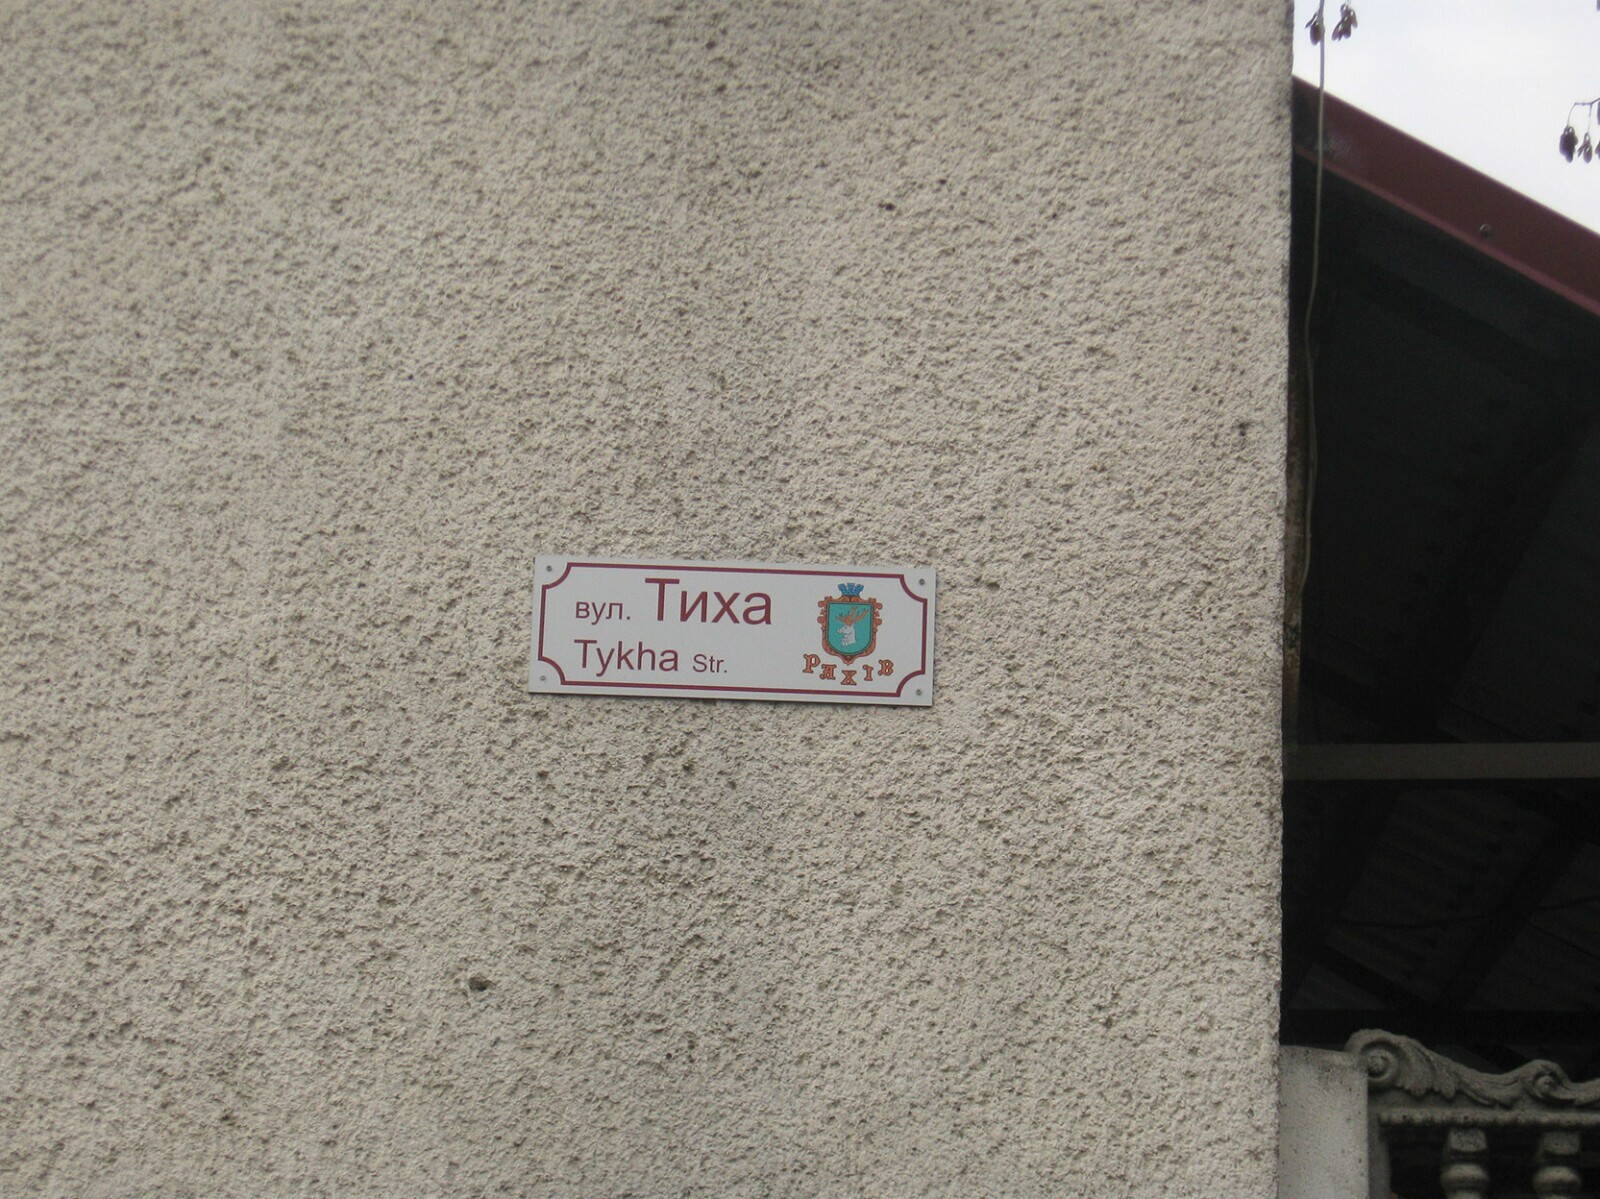 вул. Тиха
Tykha Str.
Рахів